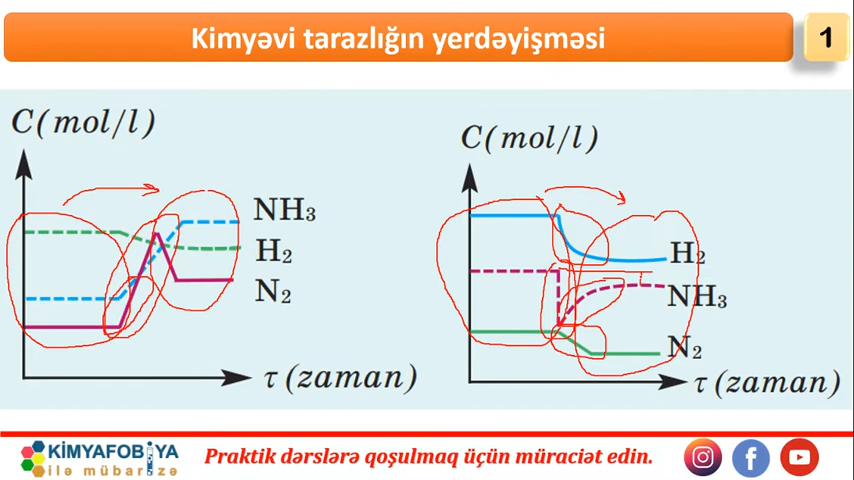 Kimyəvi tarazlığın yerdəyişməsi
1
C(mol/l)
NH₃
H₂
N₂
τ (zaman)
C(mol/l)
H₂
NH₃
N₂
τ (zaman)
KİMYAFOBİYA
ilə mübarizə
Praktik dərslərə qoşulmaq üçün müraciət edin.